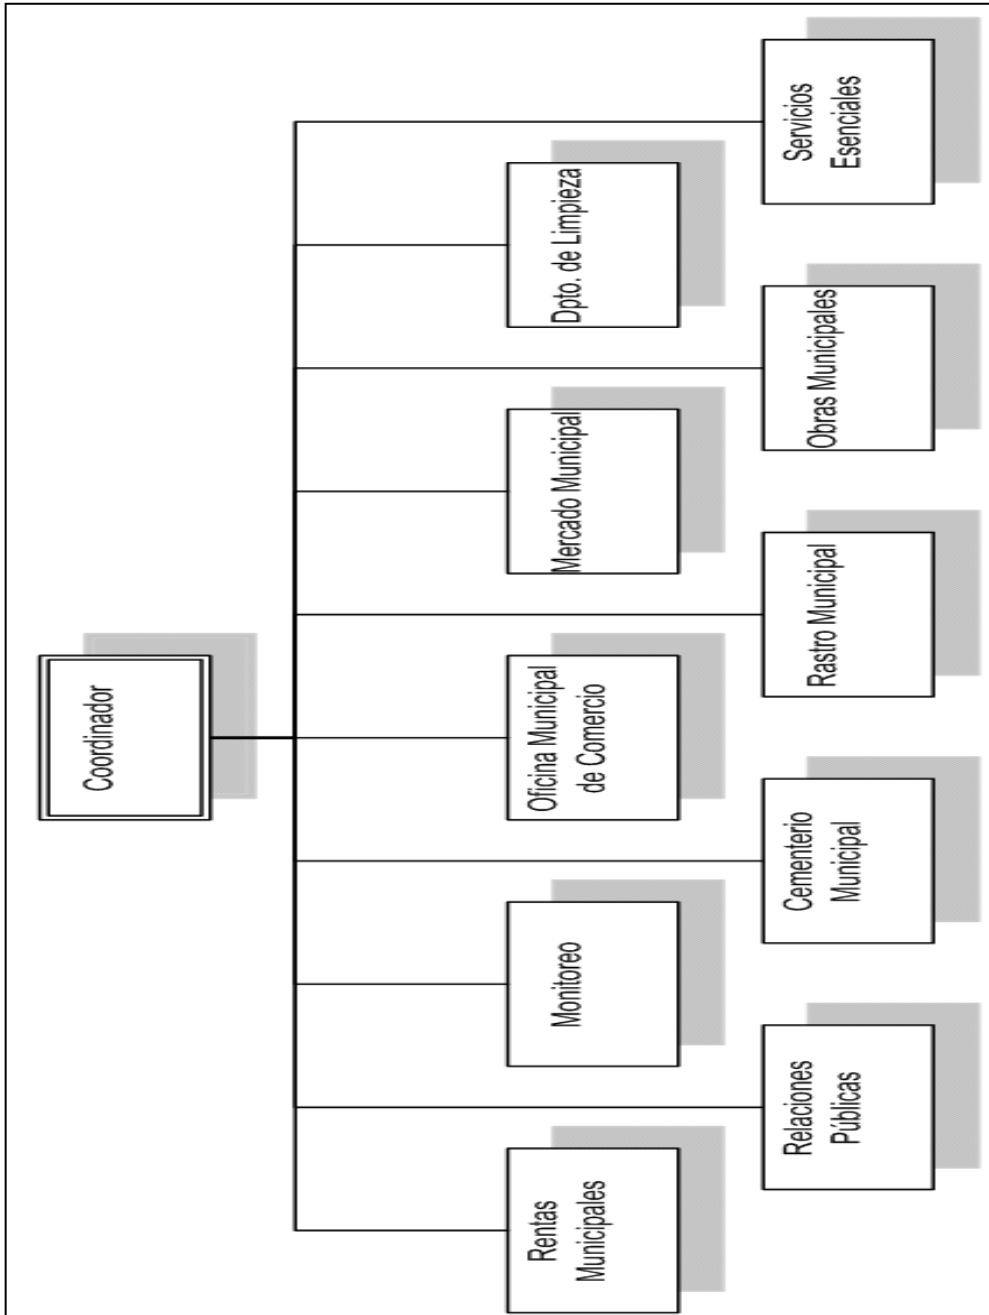 Coordinador
Rentas
Municipales
Monitoreo
Oficina Municipal
de Comercio
Mercado Municipal
Dpto. de Limpieza
Relaciones
Públicas
Cementerio
Municipal
Rastro Municipal
Obras Municipales
Servicios
Esenciales